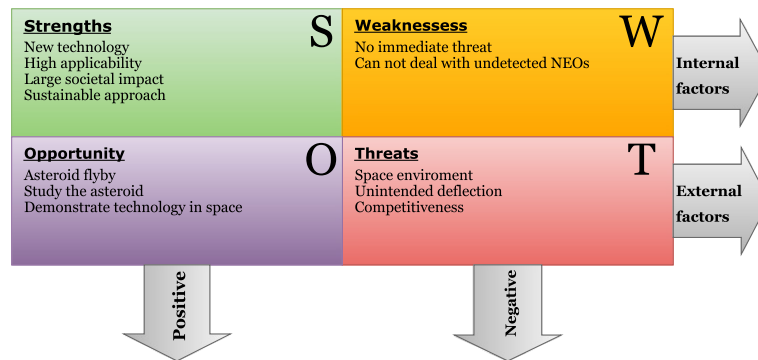 Strengths
S
New technology
High applicability
Large societal impact
Sustainable approach
Weaknessess
W
No immediate threat
Can not deal with undetected NEOs
Internal
factors
Opportunity
O
Asteroid flyby
Study the asteroid
Demonstrate technology in space
Threats
T
Space enviroment
Unintended deflection
Competitiveness
External
factors
Positive
Negative